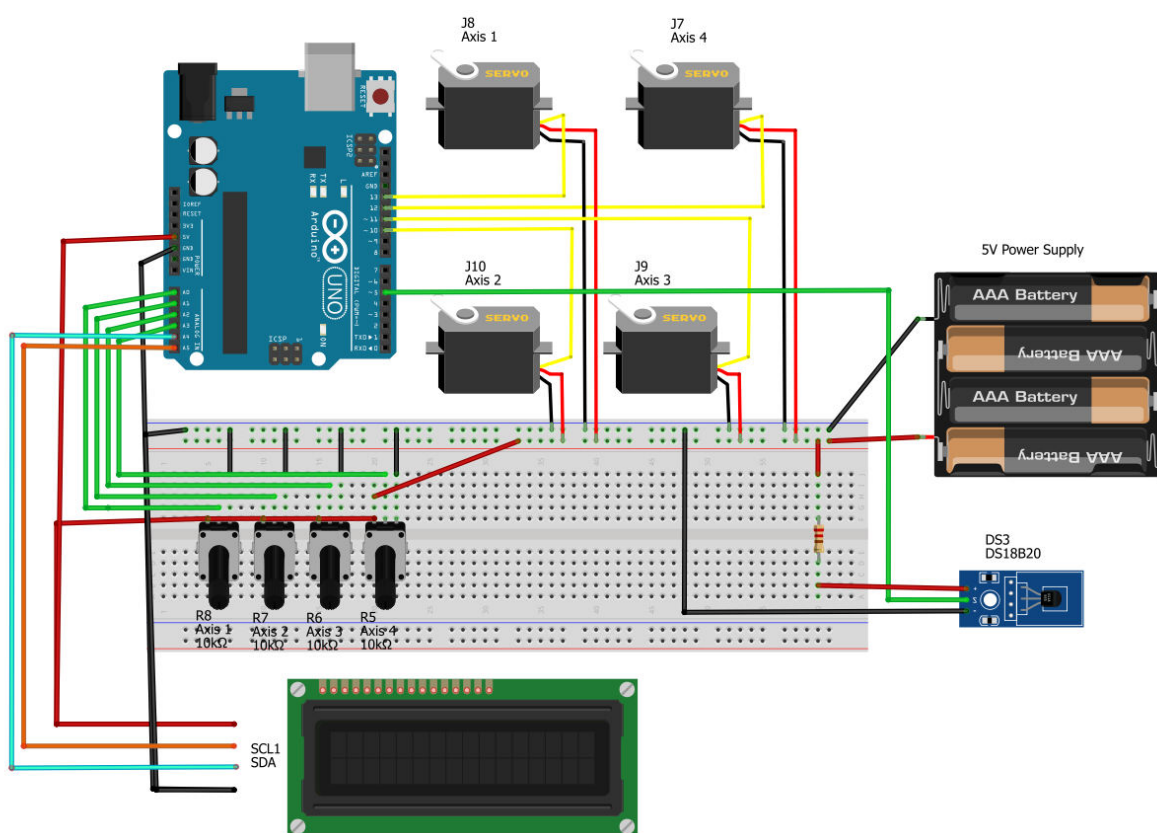 J8
Axis 1
J7
Axis 4
SERVO
SERVO
RESET
ICSP2
AREF
GND
13
12
~11
~10
~9
8
7
~6
~5
4
~3
2
TXD ▶ 1
RXD ◀ 0
RX
TX
L
Arduino™
UNO
DIGITAL (PWM=~)
ICSP
ON
IOREF
RESET
3V3
5V
GND
GND
VIN
POWER
A0
A1
A2
A3
A4
A5
ANALOG IN
J10
Axis 2
J9
Axis 3
SERVO
SERVO
5V Power Supply
AAA Battery
AAA Battery
AAA Battery
AAA Battery
DS3
DS18B20
+
S
-
R8
Axis 1
10kΩ
R7
Axis 2
10kΩ
R6
Axis 3
10kΩ
R5
Axis 4
10kΩ
SCL1
SDA